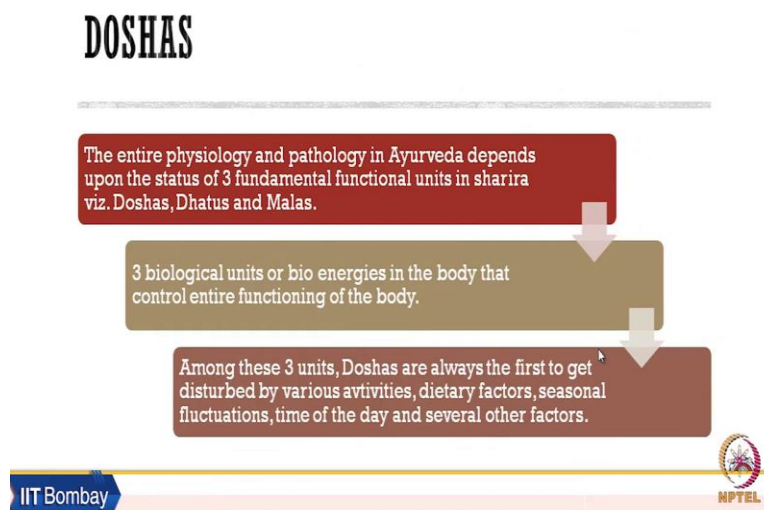 DOSHAS
The entire physiology and pathology in Ayurveda depends
upon the status of 3 fundamental functional units in sharira
viz. Doshas, Dhatus and Malas.
3 biological units or bio energies in the body that
control entire functioning of the body.
Among these 3 units, Doshas are always the first to get
disturbed by various avtivities, dietary factors, seasonal
fluctuations, time of the day and several other factors.
IIT Bombay
NPTEL